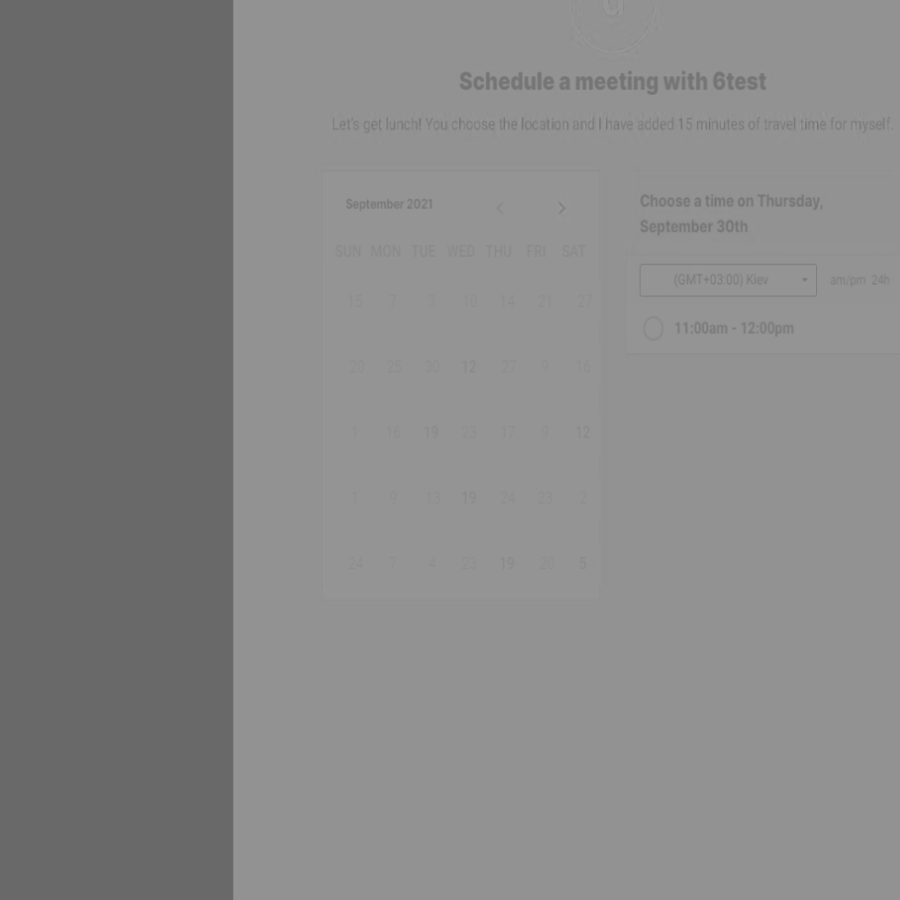 Schedule a meeting with 6test
Let's get lunch! You choose the location and I have added 15 minutes of travel time for myself.
September 2021
SUN MON TUE WED THU FRI SAT
15 7 8 10 14 21 27
20 25 30 12 27 9 16
1 18 19 23 17 9 12
1 9 13 19 24 23 2
24 7 4 23 19 20 5
Choose a time on Thursday,
September 30th
(GMT+03:00) Kiev am/pm 24h
11:00am - 12:00pm